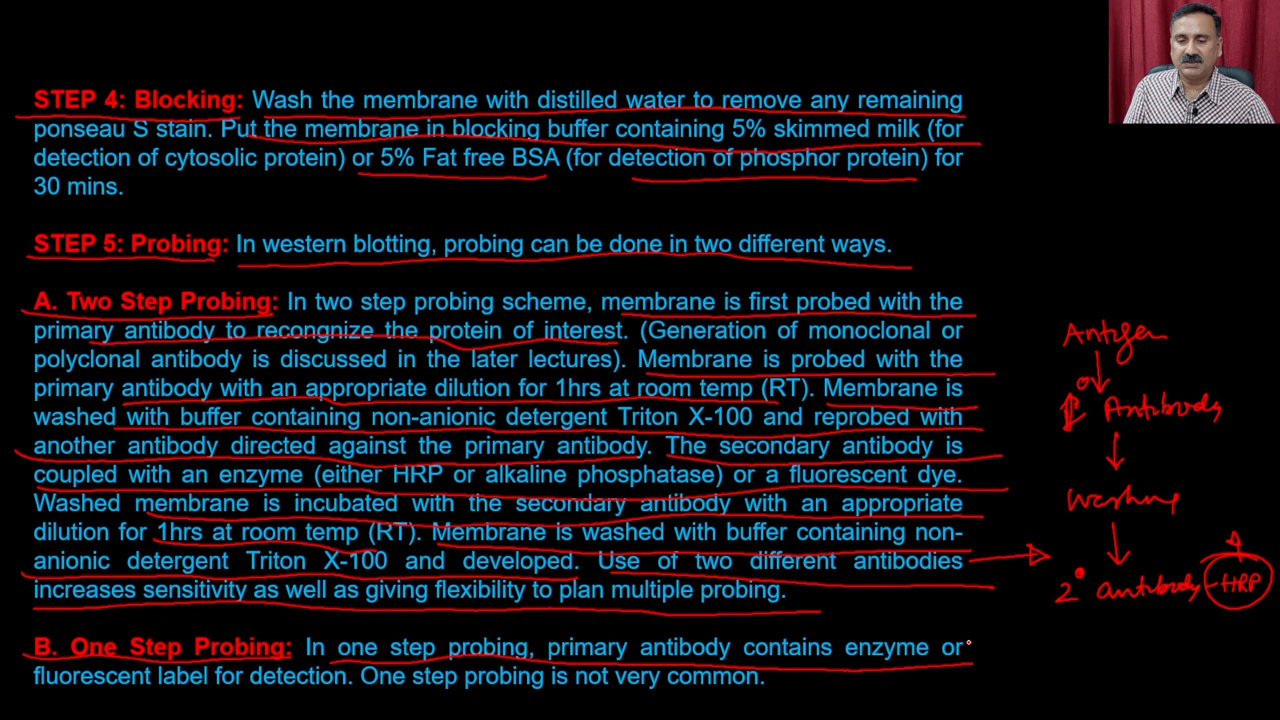 STEP 4: Blocking: Wash the membrane with distilled water to remove any remaining
ponseau S stain. Put the membrane in blocking buffer containing 5% skimmed milk (for
detection of cytosolic protein) or 5% Fat free BSA (for detection of phosphor protein) for
30 mins.
STEP 5: Probing: In western blotting, probing can be done in two different ways.
A. Two Step Probing: In two step probing scheme, membrane is first probed with the
primary antibody to recongnize the protein of interest. (Generation of monoclonal or
polyclonal antibody is discussed in the later lectures). Membrane is probed with the
primary antibody with an appropriate dilution for 1hrs at room temp (RT). Membrane is
washed with buffer containing non-anionic detergent Triton X-100 and reprobed with
another antibody directed against the primary antibody. The secondary antibody is
coupled with an enzyme (either HRP or alkaline phosphatase) or a fluorescent dye.
Washed membrane is incubated with the secondary antibody with an appropriate
dilution for 1hrs at room temp (RT). Membrane is washed with buffer containing non-
anionic detergent Triton X-100 and developed. Use of two different antibodies
increases sensitivity as well as giving flexibility to plan multiple probing.
B. One Step Probing: In one step probing, primary antibody contains enzyme or
fluorescent label for detection. One step probing is not very common.
Antigen
Antibody
Washing
2° antibody-HRP